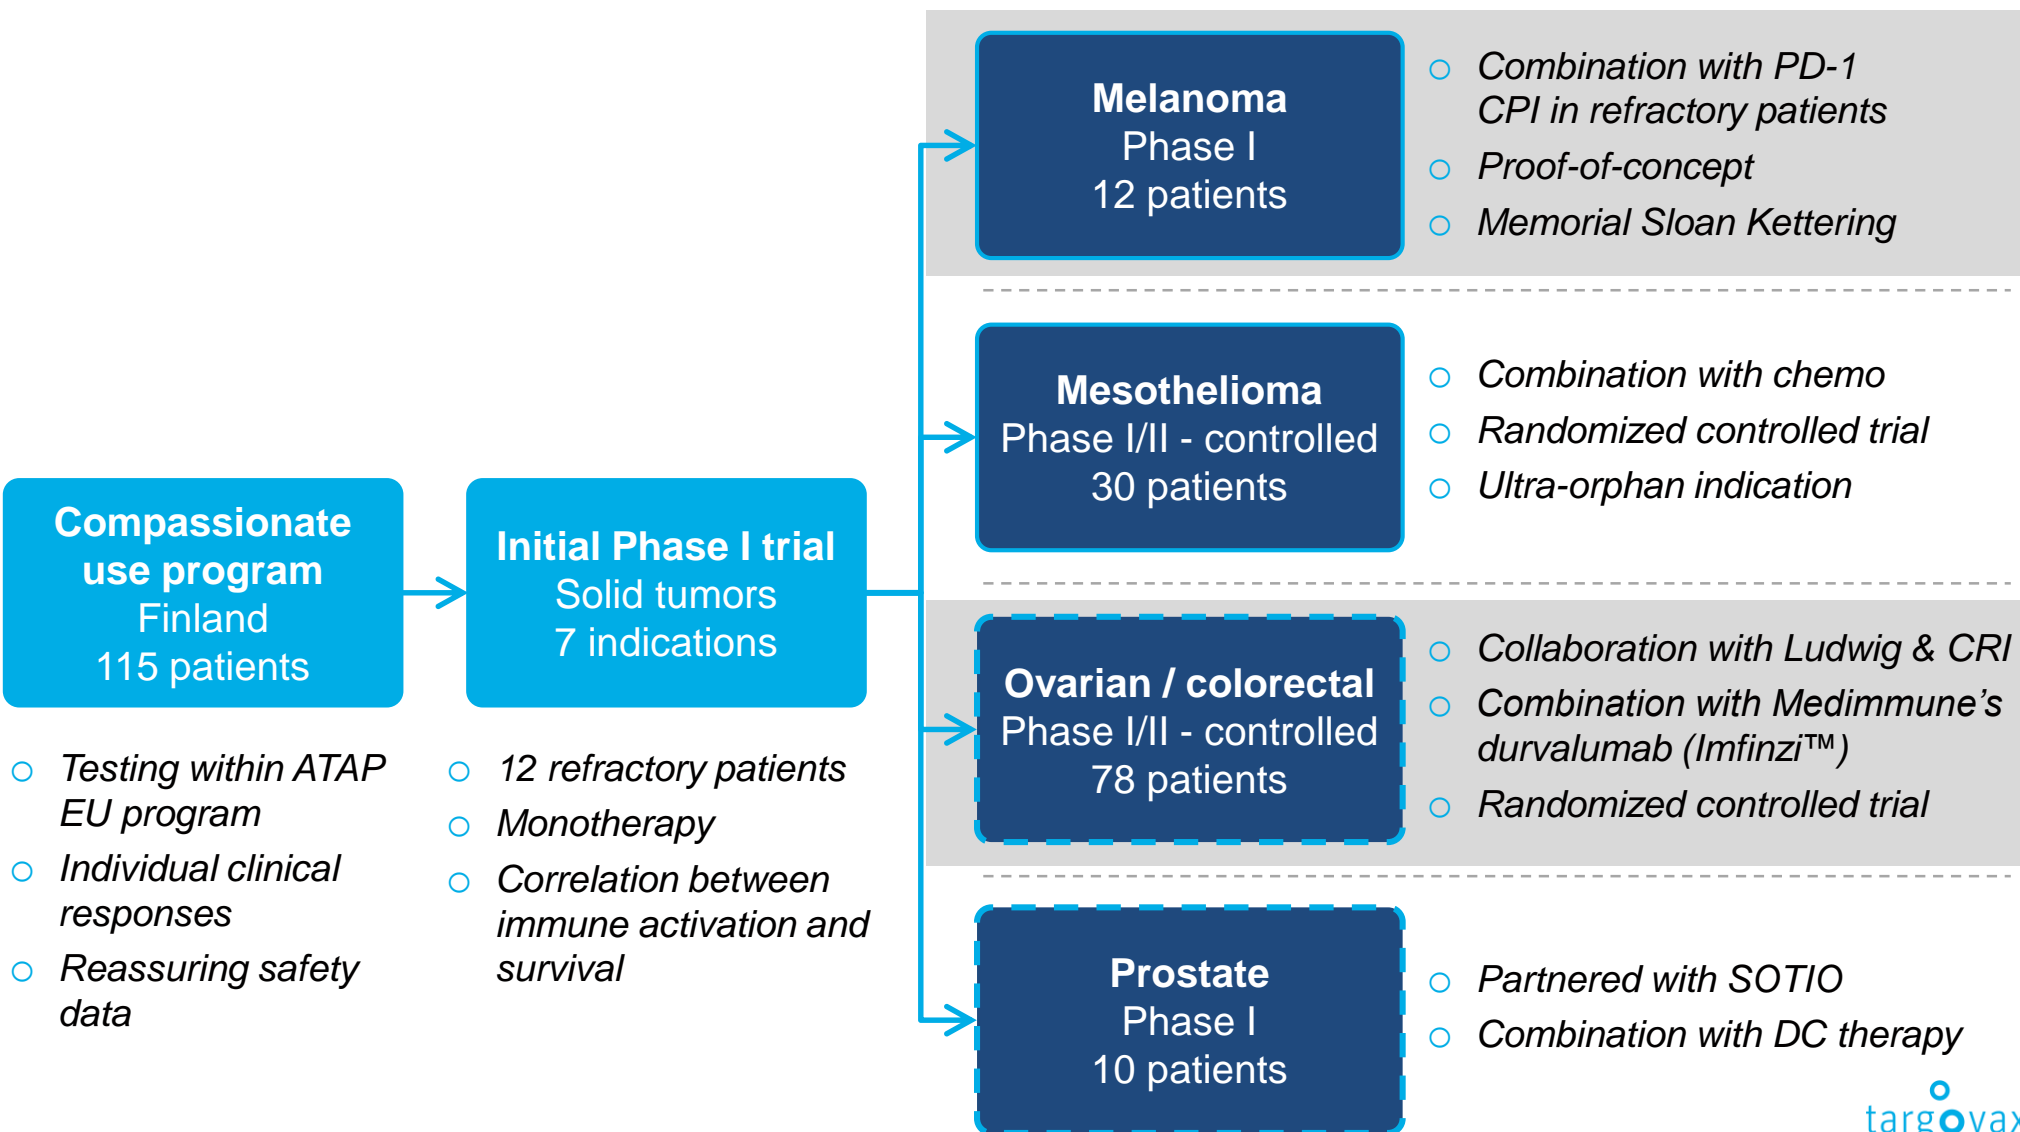 Compassionate
use program
Finland
115 patients
Testing within ATAP
EU program
Individual clinical
responses
Reassuring safety
data
Initial Phase I trial
Solid tumors
7 indications
12 refractory patients
Monotherapy
Correlation between
immune activation and
survival
Melanoma
Phase I
12 patients
Combination with PD-1
CPI in refractory patients
Proof-of-concept
Memorial Sloan Kettering
Mesothelioma
Phase I/II - controlled
30 patients
Combination with chemo
Randomized controlled trial
Ultra-orphan indication
Ovarian / colorectal
Phase I/II - controlled
78 patients
Collaboration with Ludwig & CRI
Combination with Medimmune’s
durvalumab (Imfinzi™)
Randomized controlled trial
Prostate
Phase I
10 patients
Partnered with SOTIO
Combination with DC therapy
targovax